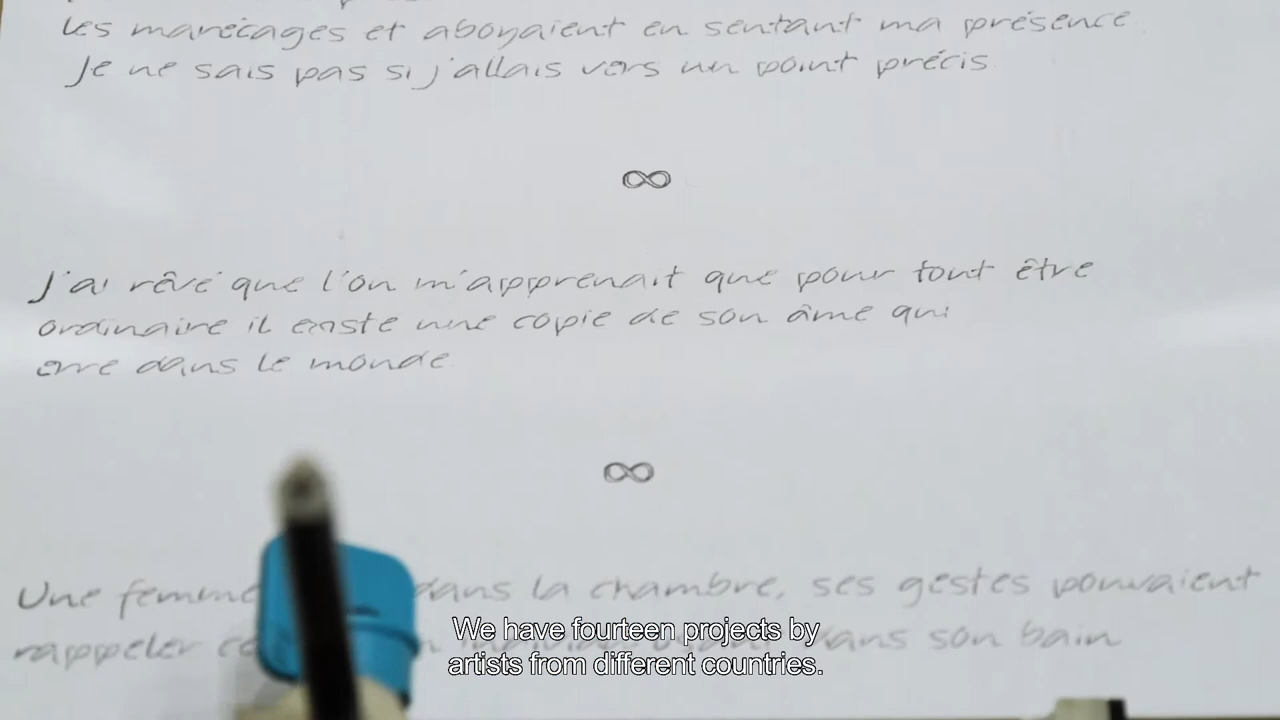 les marécages et aboyaient en sentant ma présence
Je ne sais pas si j'allais vers un point précis
∞
J'ai rêvé que l'on m'apprenait que pour tout être
ordinaire il existe une copie de son âme qui
erre dans le monde
∞
Une femme dans la chambre, ses gestes pouvaient
rappeler dans son bain
We have fourteen projects by
artists from different countries.